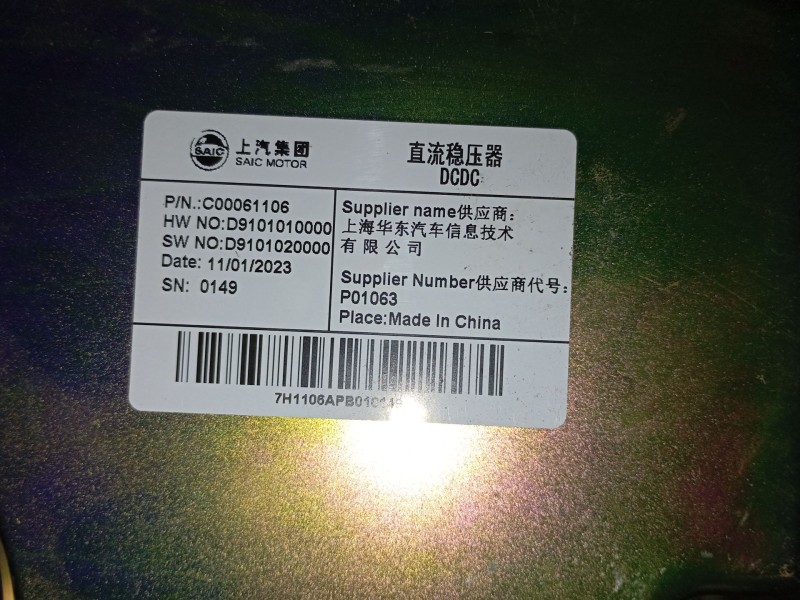 SAIC
上汽集团
SAIC MOTOR
直流稳压器
DCDC
P/N.:C00061106
HW NO:D9101010000
SW NO:D9101020000
Date: 11/01/2023
SN: 0149
Supplier name供应商:
上海华东汽车信息技术
有限公司
Supplier Number供应商代号:
P01063
Place:Made In China